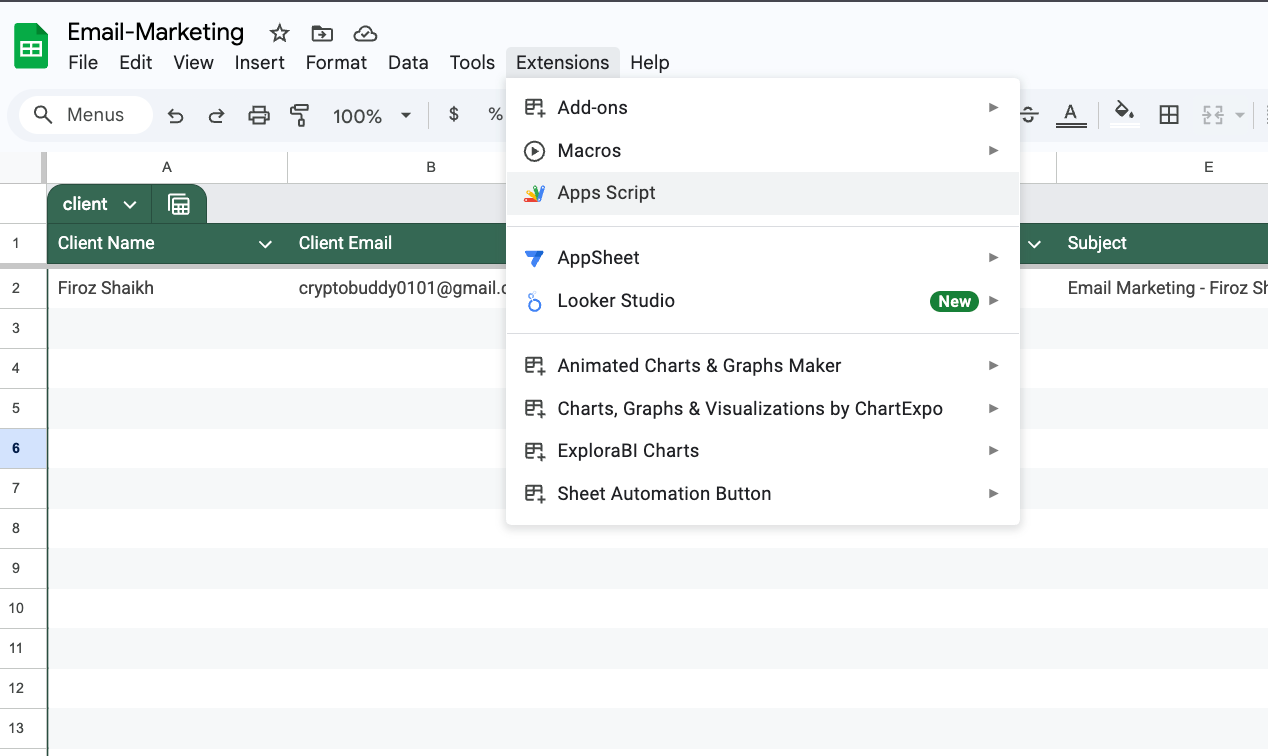 Email-Marketing
File Edit View Insert Format Data Tools Extensions Help
Menus 100% $ % A
Add-ons
Macros
Apps Script
AppSheet
Looker Studio New
Animated Charts & Graphs Maker
Charts, Graphs & Visualizations by ChartExpo
ExploraBI Charts
Sheet Automation Button
A B E
client
1 Client Name Client Email Subject
2 Firoz Shaikh cryptobuddy0101@gmail. Email Marketing - Firoz
3
4
5
6
7
8
9
10
11
12
13